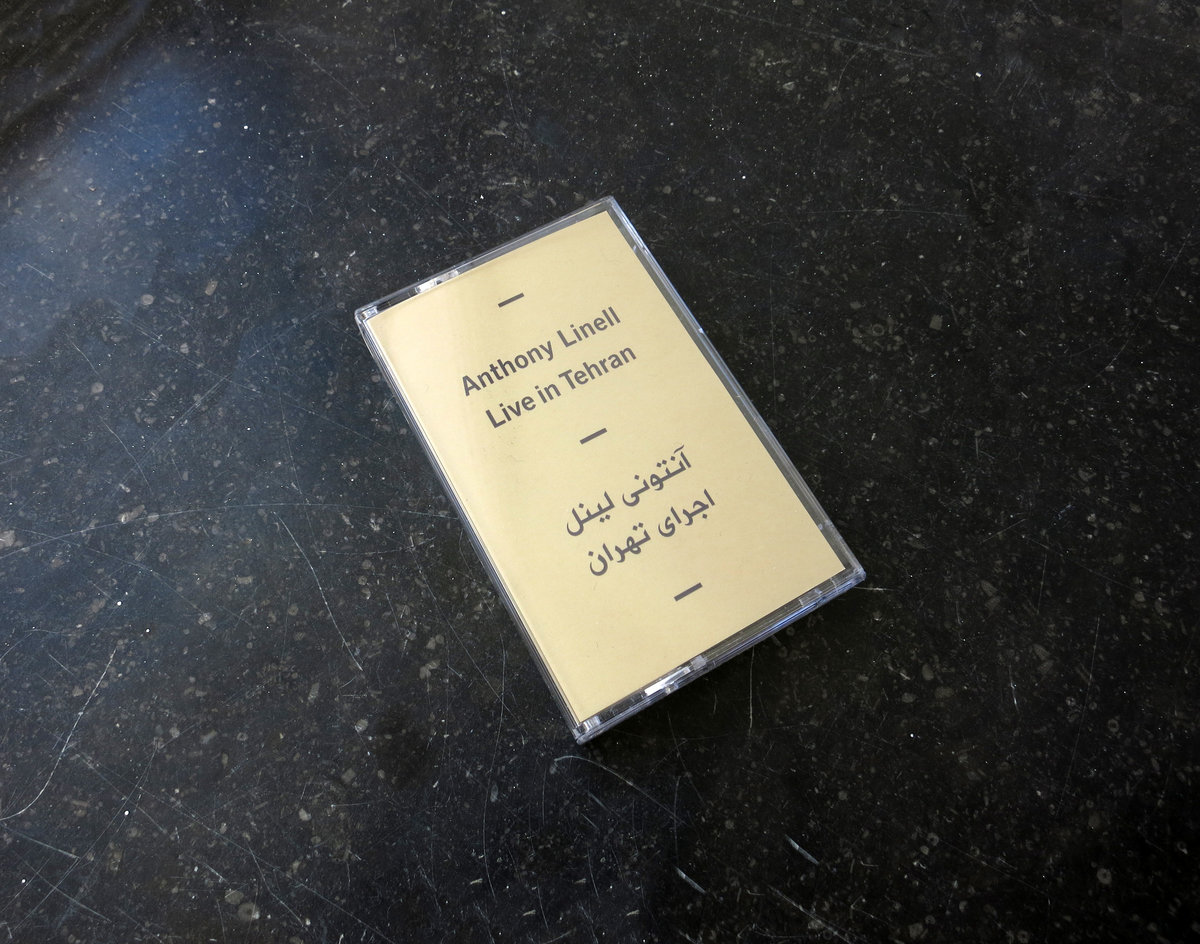 Anthony Linell
Live in Tehran
آنتونی لینل
اجرای تهران